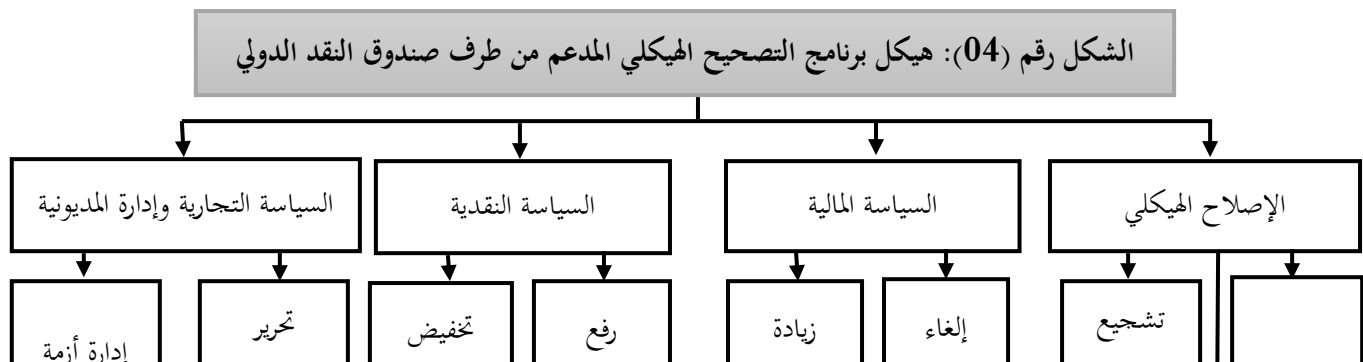 الشكل رقم (04): هيكل برنامج التصحيح الهيكلي المدعم من طرف صندوق النقد الدولي
الإصلاح الهيكلي
السياسة المالية
السياسة النقدية
السياسة التجارية وإدارة المديونية
تشجيع
إلغاء
زيادة
رفع
تخفيض
تحرير
إدارة أزمة